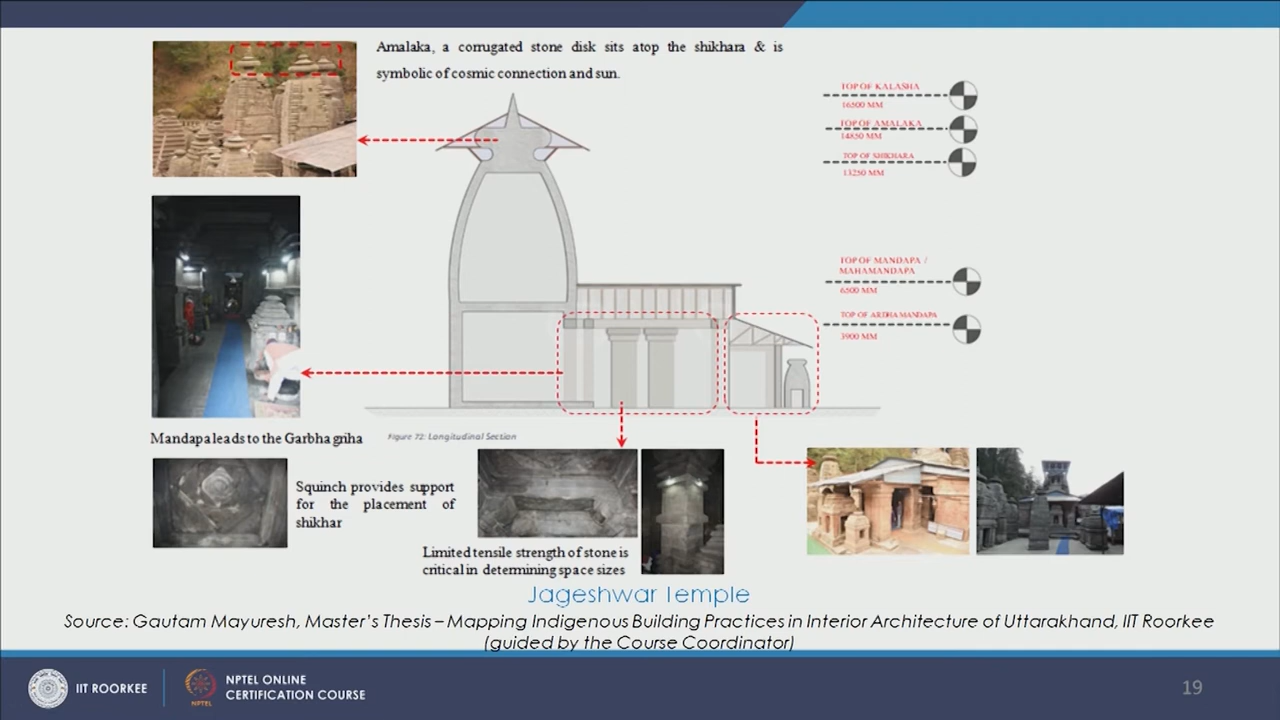 Amalaka, a corrugated stone disk sits atop the shikhara & is
symbolic of cosmic connection and sun.
TOP OF KALASHA
16500 MM
TOP OF AMALAKA
14850 MM
TOP OF SHIKHARA
13250 MM
TOP OF MANDAPA /
MAHAMANDAPA
6500 MM
TOP OF ARDHAMANDAPA
3900 MM
Mandapa leads to the Garbha griha
Figure 72: Longitudinal Section
Squinch provides support
for the placement of
shikhar
Limited tensile strength of stone is
critical in determining space sizes
Jageshwar Temple
Source: Gautam Mayuresh, Master's Thesis – Mapping Indigenous Building Practices in Interior Architecture of Uttarakhand, IIT Roorkee
(guided by the Course Coordinator)
IIT ROORKEE
NPTEL
NPTEL ONLINE
CERTIFICATION COURSE
19